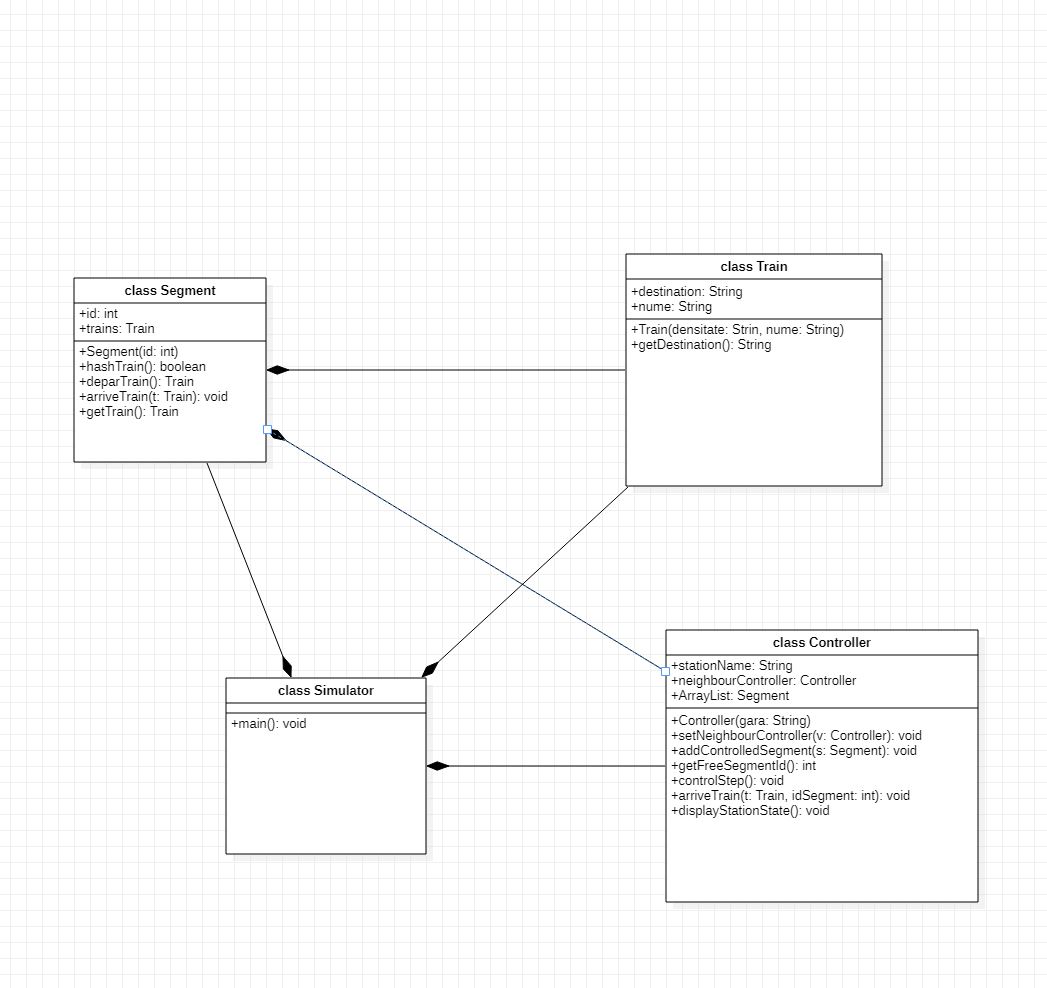 class Segment
+id: int
+trains: Train
+Segment(id: int)
+hashTrain(): boolean
+deparTrain(): Train
+arriveTrain(t: Train): void
+getTrain(): Train
class Train
+destination: String
+nume: String
+Train(densitate: Strin, nume: String)
+getDestination(): String
class Simulator
+main(): void
class Controller
+stationName: String
+neighbourController: Controller
+ArrayList: Segment
+Controller(gara: String)
+setNeighbourController(v: Controller): void
+addControlledSegment(s: Segment): void
+getFreeSegmentId(): int
+controlStep(): void
+arriveTrain(t: Train, idSegment: int): void
+displayStationState(): void